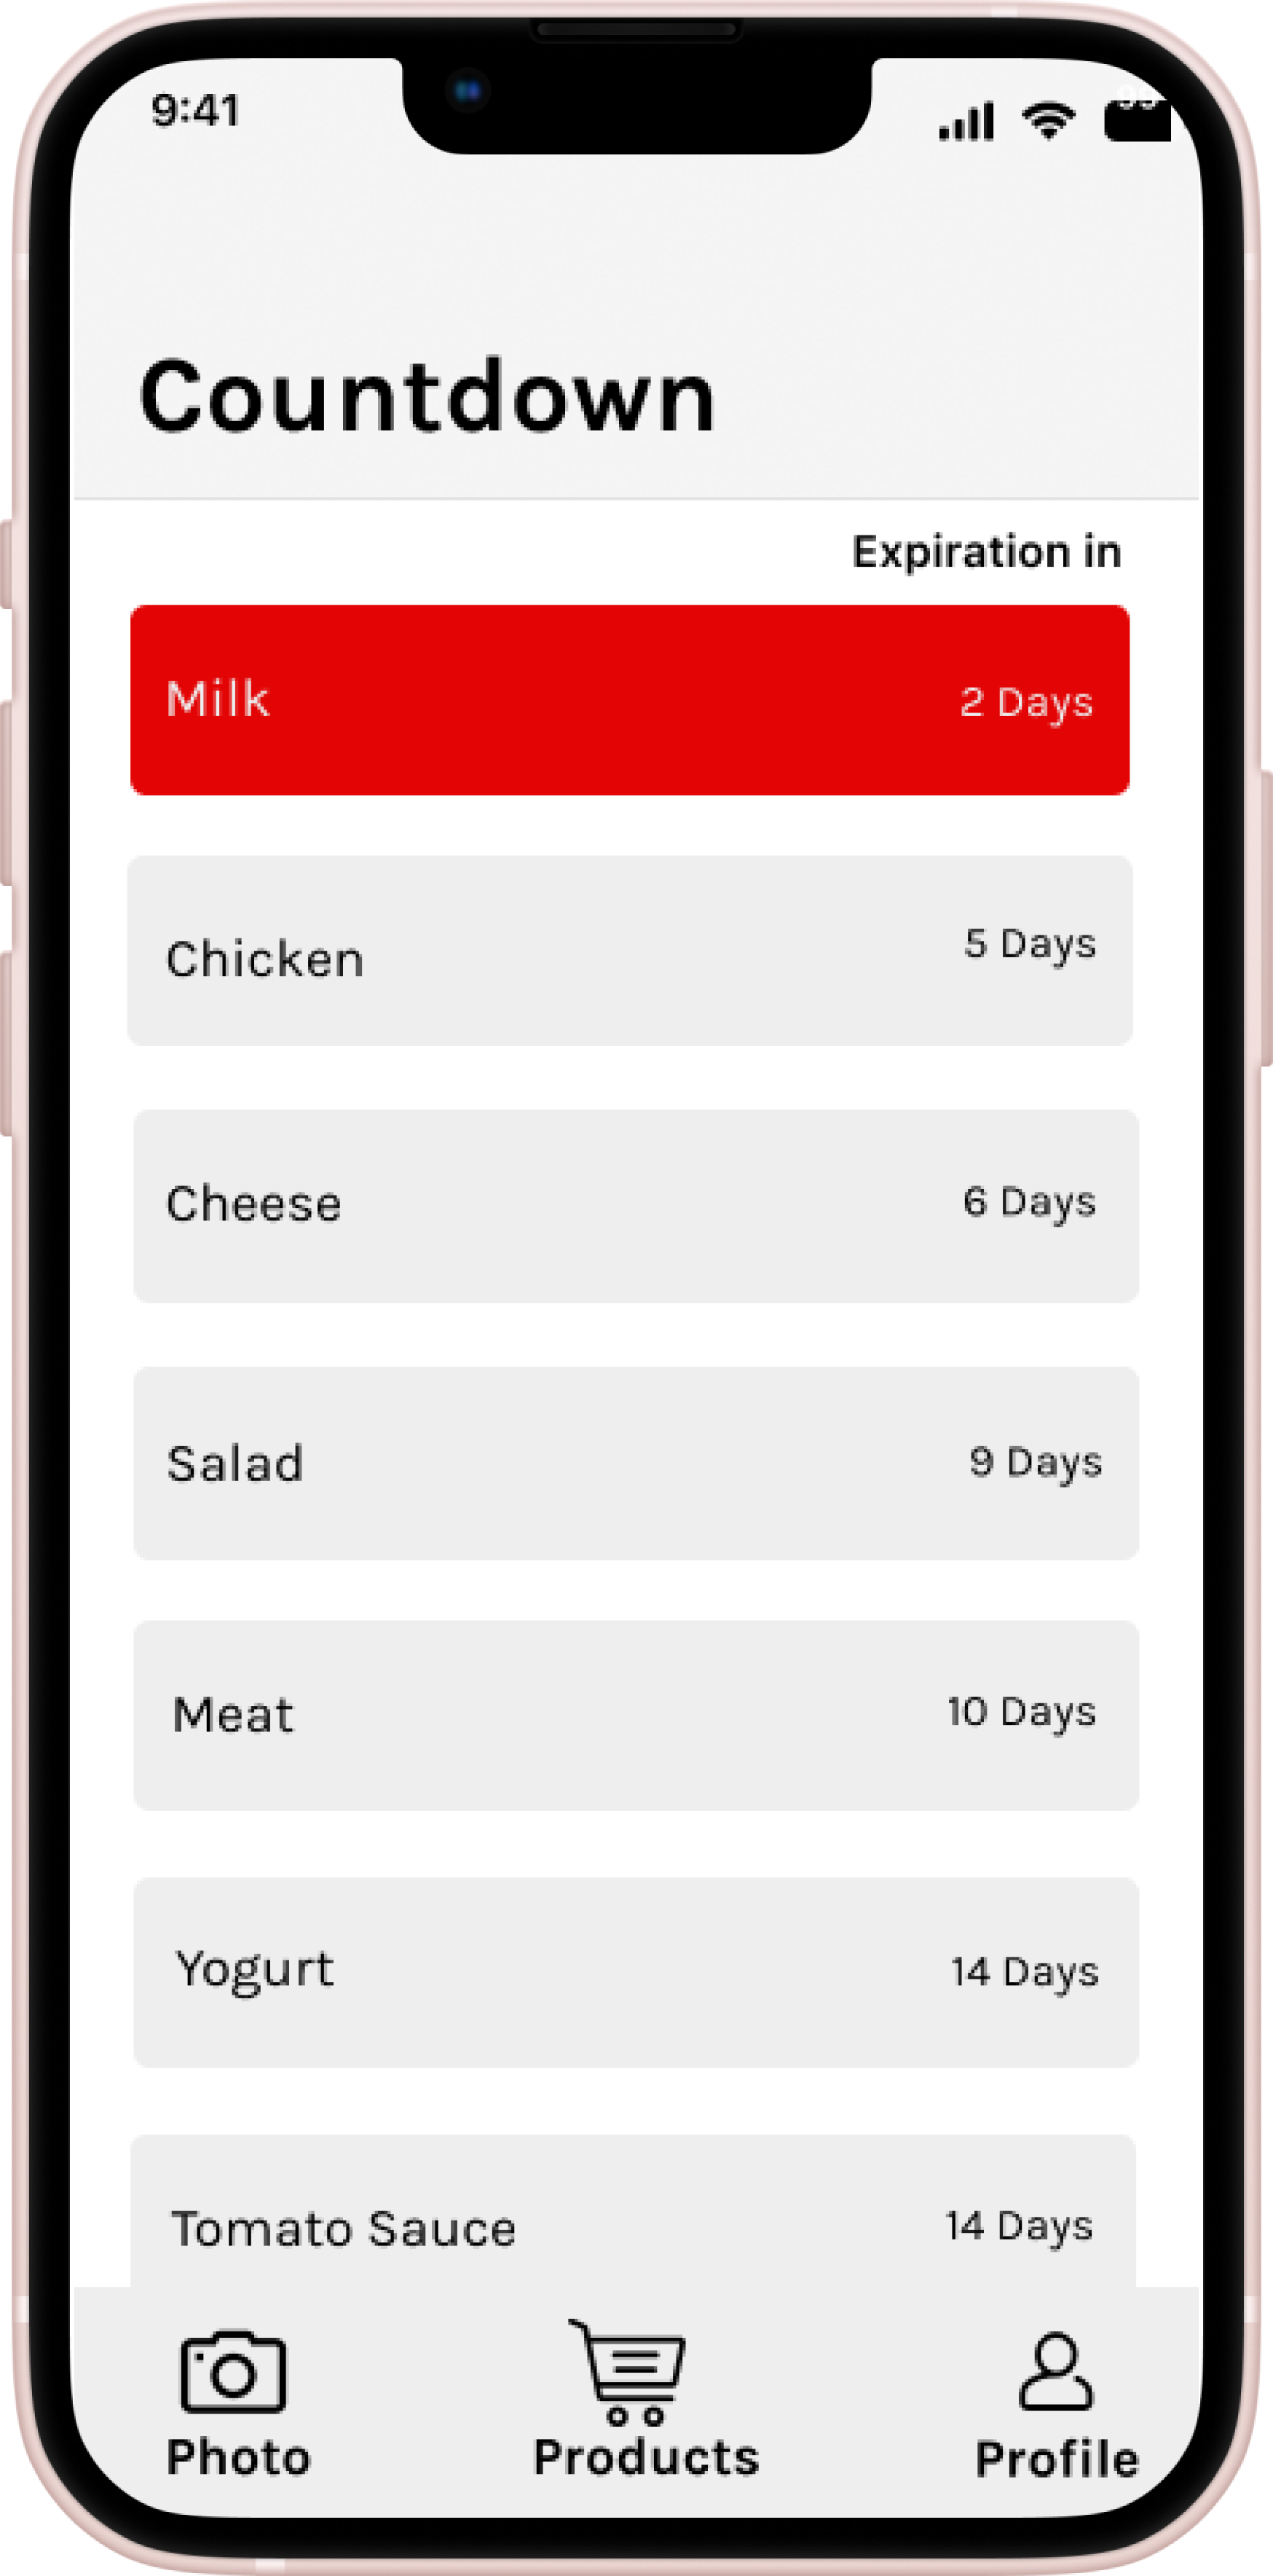 9:41
Countdown
Expiration in
Milk 2 Days
Chicken 5 Days
Cheese 6 Days
Salad 9 Days
Meat 10 Days
Yogurt 14 Days
Tomato Sauce 14 Days
Photo Products Profile